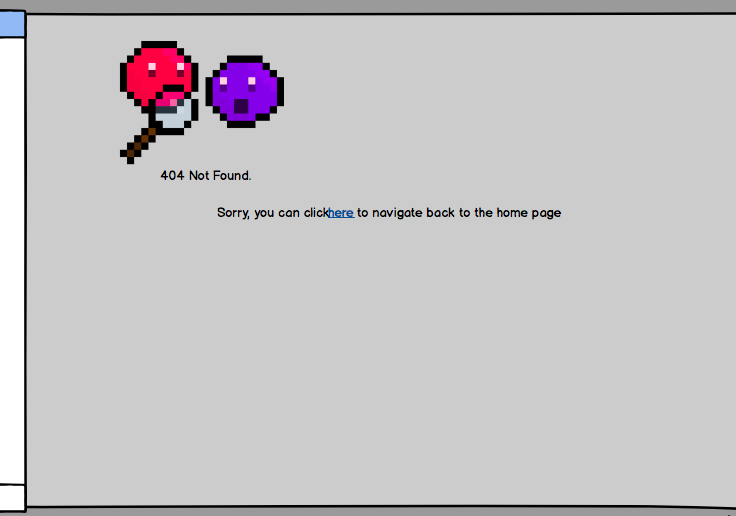 404 Not Found.
Sorry, you can clickhere to navigate back to the home page